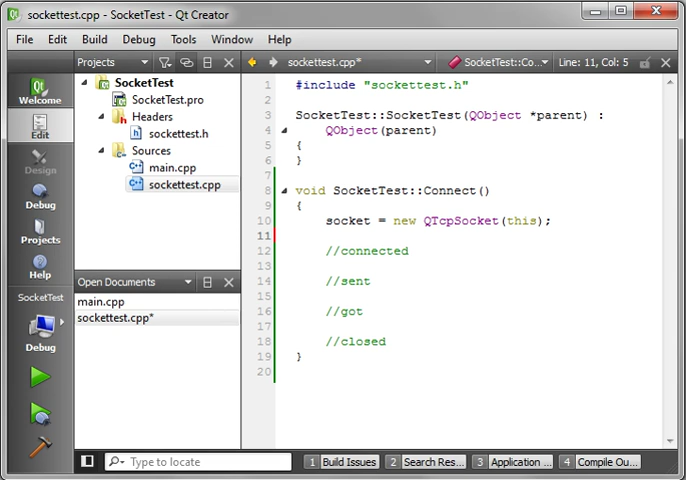 sockettest.cpp - SocketTest - Qt Creator
File Edit Build Debug Tools Window Help
Projects
sockettest.cpp*
SocketTest::Co...
Line: 11, Col: 5
Welcome
Edit
Design
Debug
Projects
Help
SocketTest
Debug
SocketTest
SocketTest.pro
Headers
sockettest.h
Sources
main.cpp
sockettest.cpp
Open Documents
main.cpp
sockettest.cpp*
1 #include "sockettest.h"
2
3 SocketTest::SocketTest(QObject *parent) :
4 QObject(parent)
5 {
6 }
7
8 void SocketTest::Connect()
9 {
10 socket = new QTcpSocket(this);
11
12 //connected
13
14 //sent
15
16 //got
17
18 //closed
19 }
20
Type to locate
1 Build Issues
2 Search Res...
3 Application ...
4 Compile Ou...